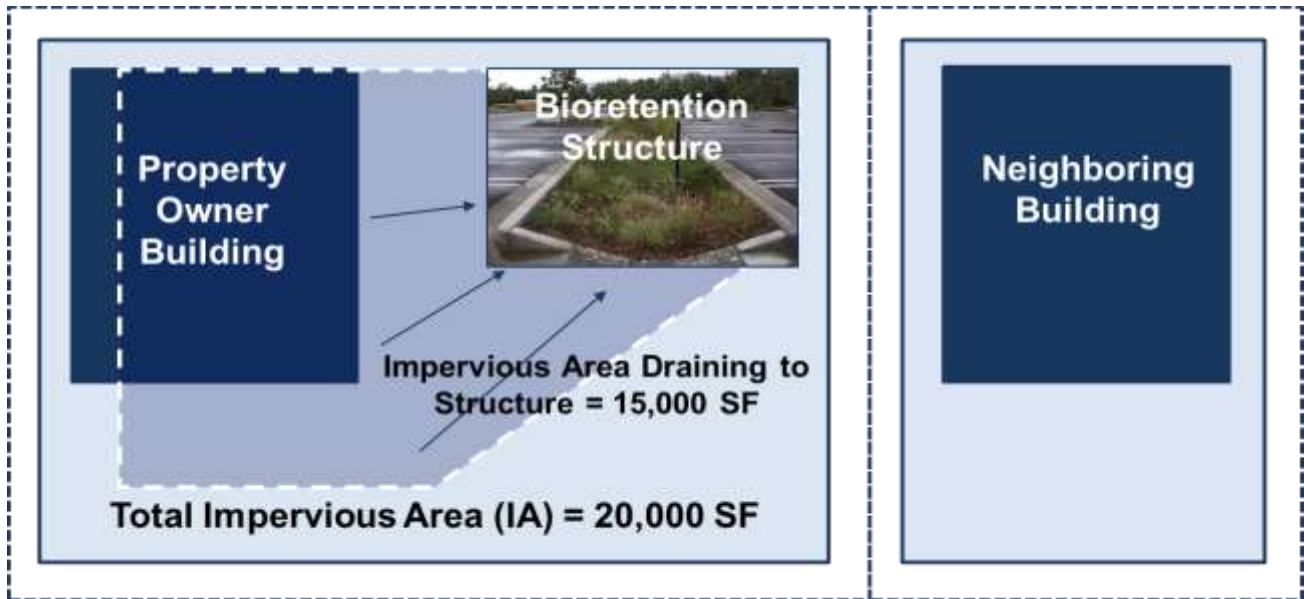 Bioretention
Structure
Property
Owner
Building
Neighboring
Building
Impervious Area Draining to
Structure = 15,000 SF
Total Impervious Area (IA) = 20,000 SF